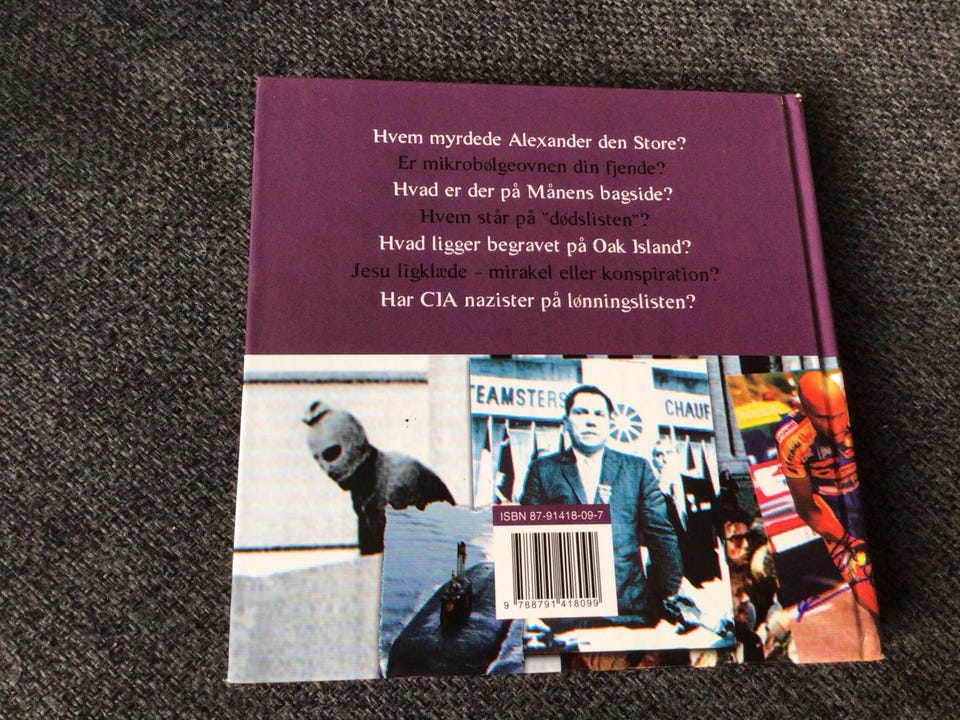 Hvem myrdede Alexander den Store?
Er mikrobølgeovnen din fjende?
Hvad er der på Månens bagside?
Hvem står på "dødslisten"?
Hvad ligger begravet på Oak Island?
Jesu ligklæde - mirakel eller konspiration?
Har CIA nazister på lønningslisten?
TEAMSTERS
CHAUF
ISBN 87-91418-09-7
9 788791 418099